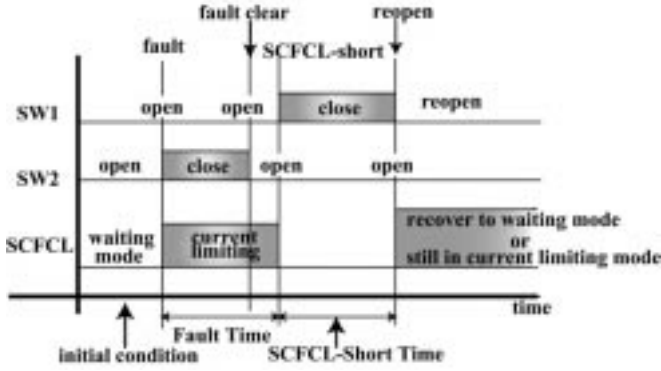 fault clear
reopen
fault
SCFCL-short
SW1
open
open
close
reopen
SW2
open
close
open
open
SCFCL
waiting
mode
current
limiting
recover to waiting mode
or
still in current limiting mode
time
Fault Time
initial condition
SCFCL-Short Time